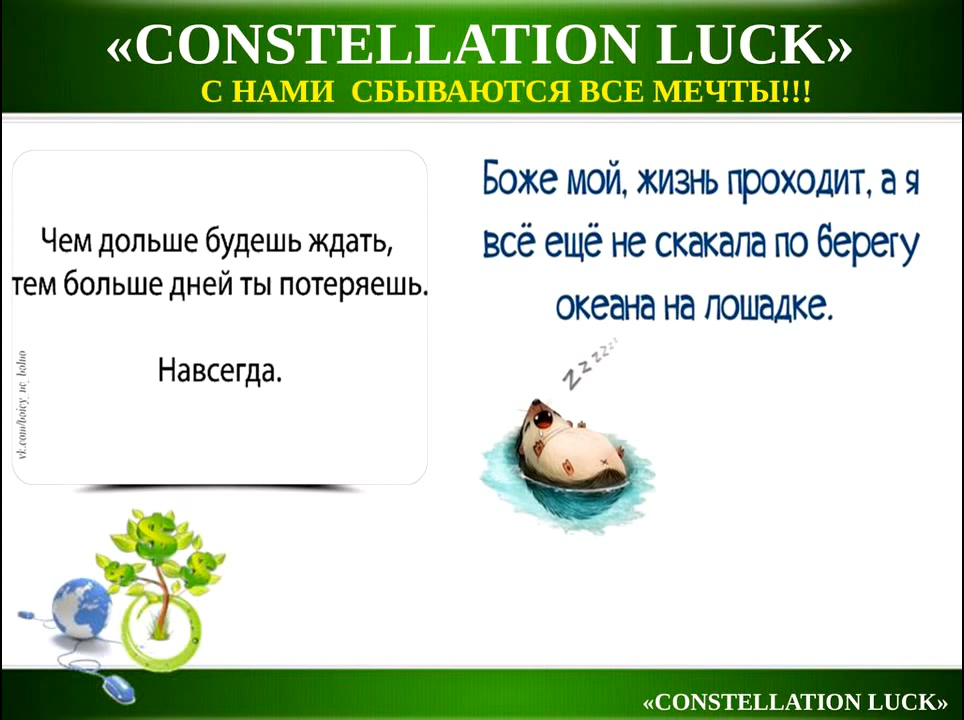 «CONSTELLATION LUCK»
С НАМИ СБЫВАЮТСЯ ВСЕ МЕЧТЫ!!!
Чем дольше будешь ждать,
тем больше дней ты потеряешь.
Навсегда.
Боже мой, жизнь проходит, а я
всё ещё не скакала по берегу
океана на лошадке.
zzzzzz
«CONSTELLATION LUCK»